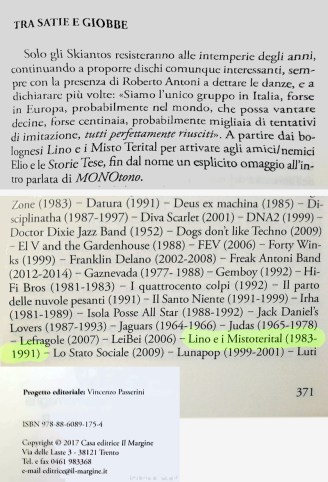 TRA SATIE E GIOBBE
Solo gli Skiantos resisteranno alle intemperie degli anni,
continuando a proporre dischi comunque interessanti, sem-
pre con la presenza di Roberto Antoni a dettare le danze, e a
dichiarare più volte: «Siamo l'unico gruppo in Italia, forse
in Europa, probabilmente nel mondo, che possa vantare
decine, forse centinaia, probabilmente migliaia di tentativi
di imitazione, tutti perfettamente riusciti». A partire dai bo-
lognesi Lino e i Misto Terital per arrivare agli amici/nemici
Elio e le Storie Tese, fin dal nome un esplicito omaggio all'in-
tro parlata di MONOtono.
Zone (1983) – Datura (1991) – Deus ex machina (1985) – Di-
sciplinatha (1987-1997) – Diva Scarlet (2001) – DNA2 (1999) –
Doctor Dixie Jazz Band (1952) – Dogs don't like Techno (2009)
– El V and the Gardenhouse (1988) – FEV (2006) – Forty Win-
ks (1999) – Franklin Delano (2002-2008) – Freak Antoni Band
(2012-2014) – Gaznevada (1977- 1988) – Gemboy (1992) – Hi-
Fi Bros (1981-1983) – I quattrocento colpi (1992) – Il parto
delle nuvole pesanti (1991) – Il Santo Niente (1991-1999) – Irha
(1981-1989) – Isola Posse All Star (1988-1992) – Jack Daniel's
Lovers (1987-1993) – Jaguars (1964-1966) – Judas (1965-1978)
– Lefragole (2007) – LeiBei (2006) – Lino e i Mistoterital (1983-
1991) – Lo Stato Sociale (2009) – Lunapop (1999-2001) – Luti
371
Progetto editoriale: Vincenzo Passerini
ISBN 978-88-6089-175-4
Copyright © 2017 Casa editrice Il Margine
Via delle Laste 3 - 38121 Trento
Tel. e fax 0461 983368
e-mail editrice@il-margine.it